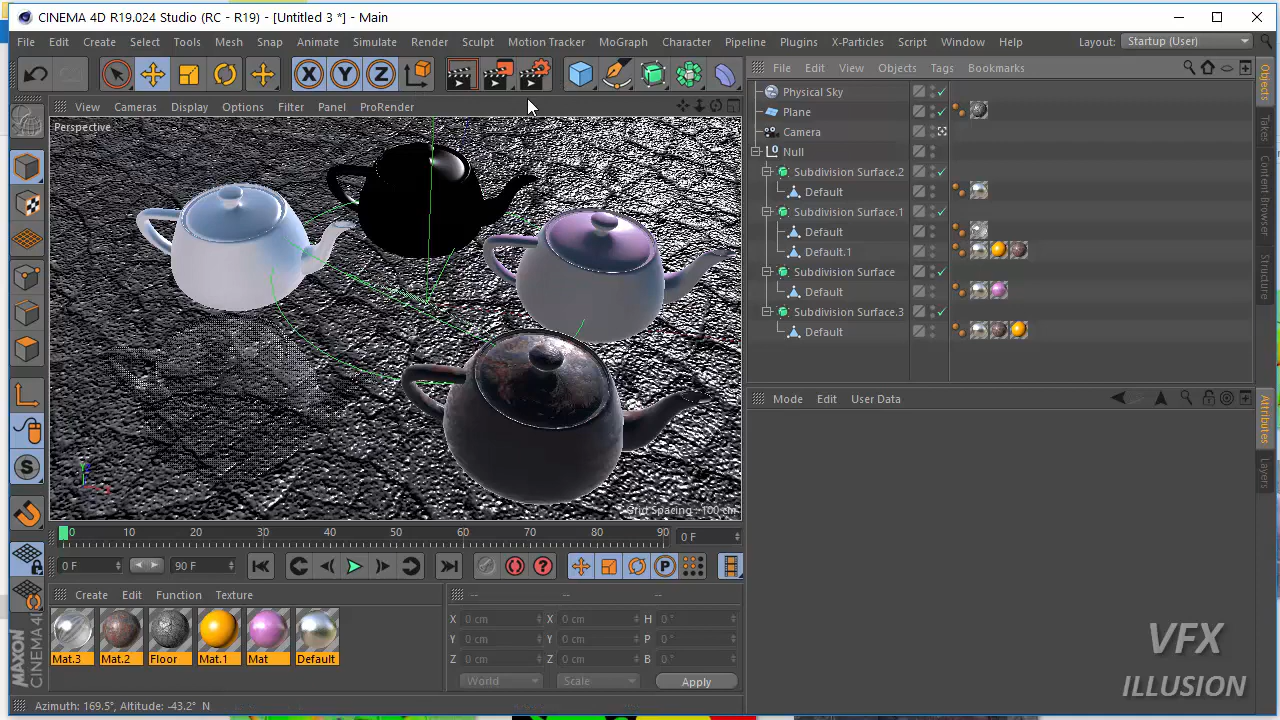 CINEMA 4D R19.024 Studio (RC - R19) - [Untitled 3 *] - Main
File Edit Create Select Tools Mesh Snap Animate Simulate Render Sculpt Motion Tracker MoGraph Character Pipeline Plugins X-Particles Script Window Help Layout: Startup (User)
X Y Z
File Edit View Objects Tags Bookmarks
View Cameras Display Options Filter Panel ProRender
Perspective
Physical Sky
Plane
Camera
Null
Subdivision Surface.2
Default
Subdivision Surface.1
Default
Default.1
Subdivision Surface
Default
Subdivision Surface.3
Default
Objects
Takes
Content Browser
Structure
Mode Edit User Data
Attributes
Layers
S
Grid Spacing : 100 cm
0 10 20 30 40 50 60 70 80 90 0 F
0 F 90 F P
Create Edit Function Texture
Mat.3 Mat.2 Floor Mat.1 Mat Default
-- -- --
X 0 cm X 0 cm H 0 °
Y 0 cm Y 0 cm P 0 °
Z 0 cm Z 0 cm B 0 °
World Scale Apply
MAXON
CINEMA 4D
Azimuth: 169.5°, Altitude: -43.2° N
VFX
ILLUSION